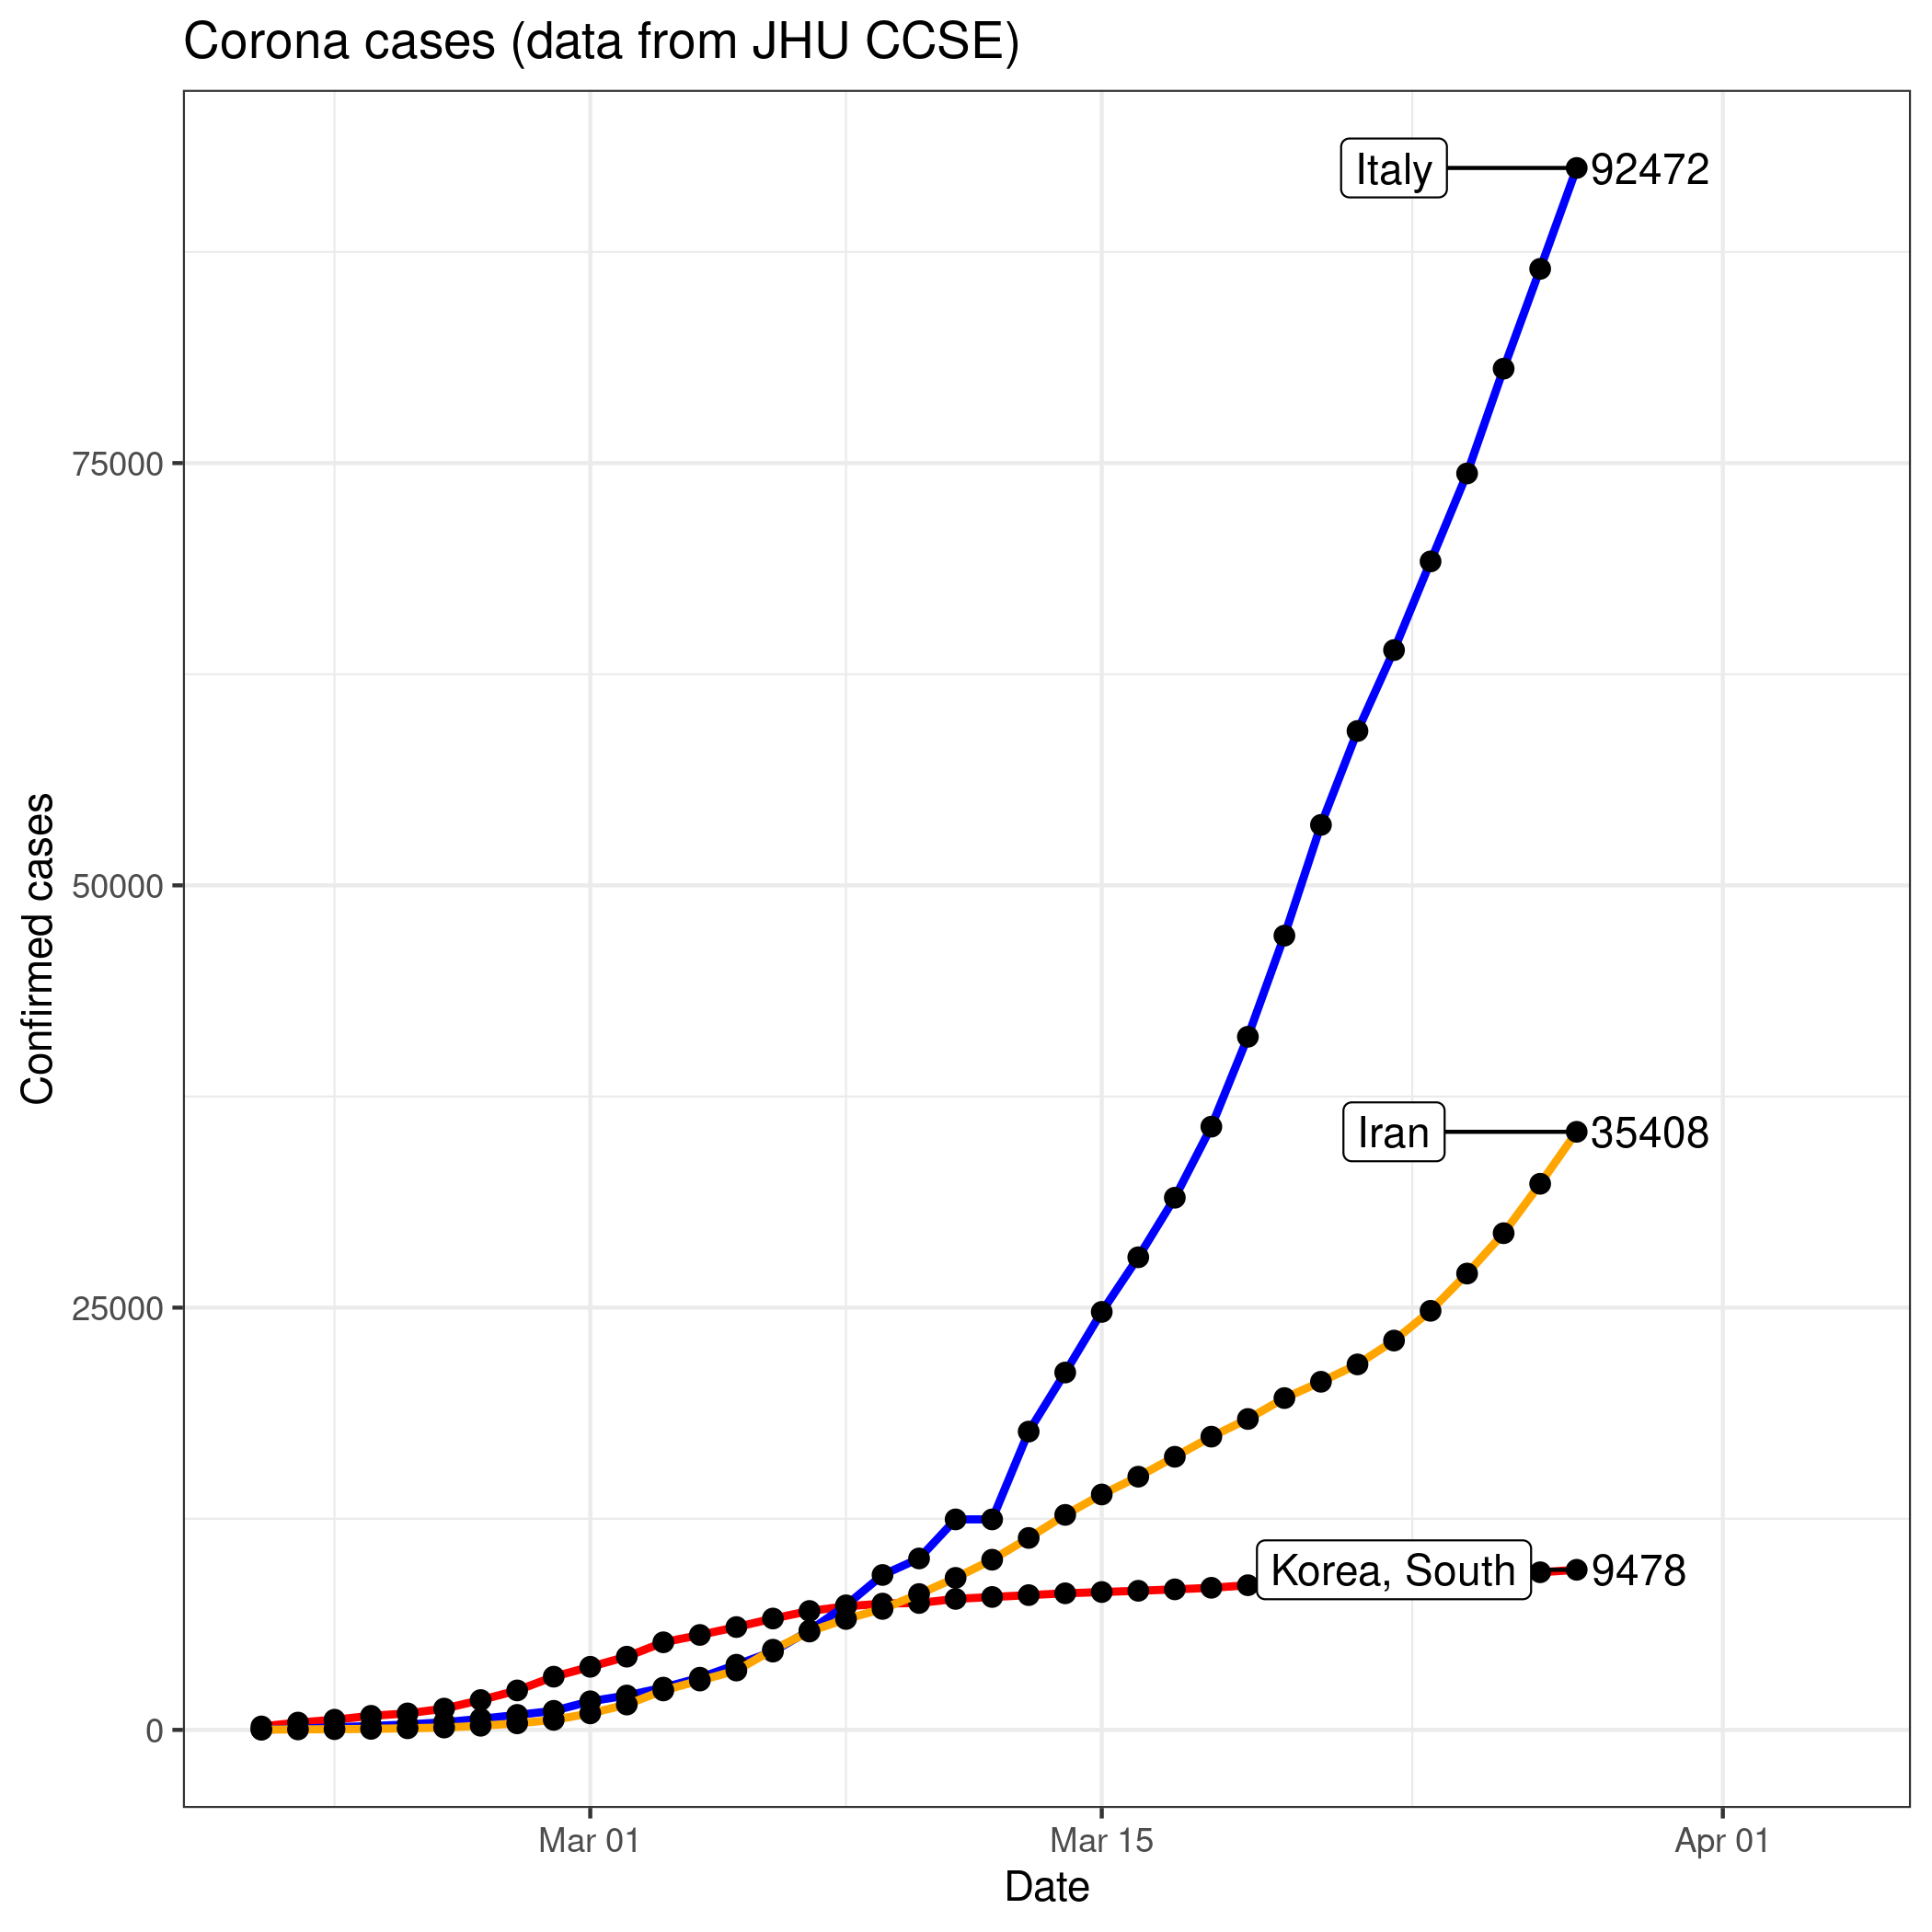 Corona cases (data from JHU CCSE)
Italy 92472
75000
Confirmed cases
50000
Iran 35408
25000
Korea, South 9478
0
Mar 01 Mar 15 Apr 01
Date